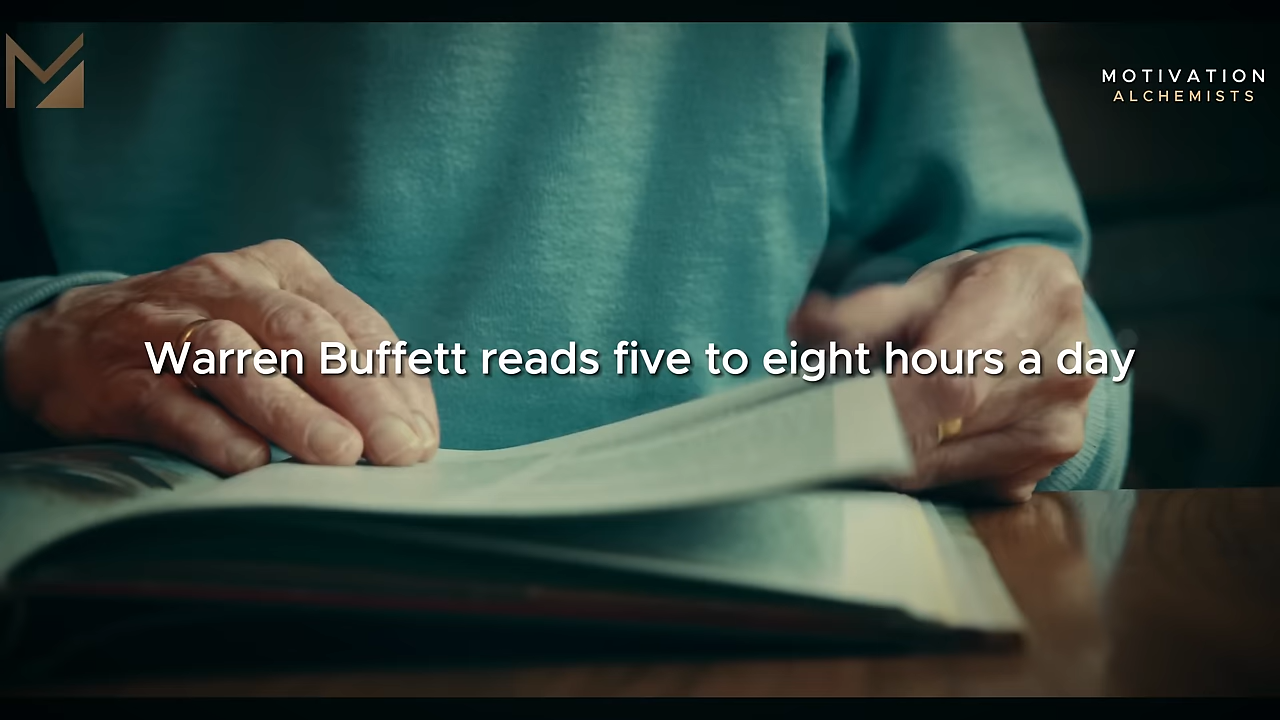 MOTIVATION
ALCHEMISTS
Warren Buffett reads five to eight hours a day